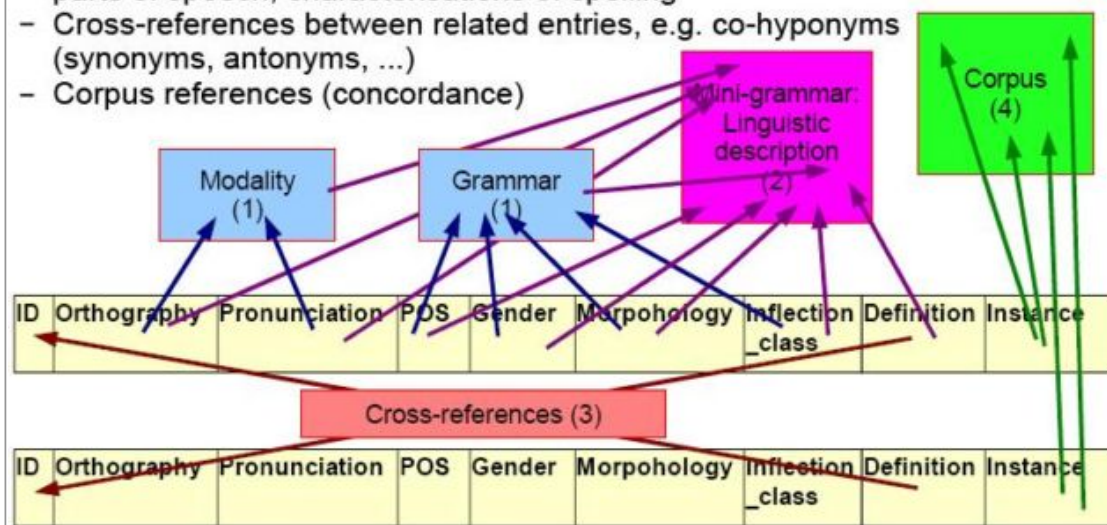 – Cross-references between related entries, e.g. co-hyponyms
(synonyms, antonyms, ...)
– Corpus references (concordance)
Mini-grammar:
Linguistic
description
(2)
Corpus
(4)
Modality
(1)
Grammar
(1)
ID Orthography Pronunciation POS Gender Morpohology Inflection Definition Instance
_class
Cross-references (3)
ID Orthography Pronunciation POS Gender Morpohology Inflection Definition Instance
_class